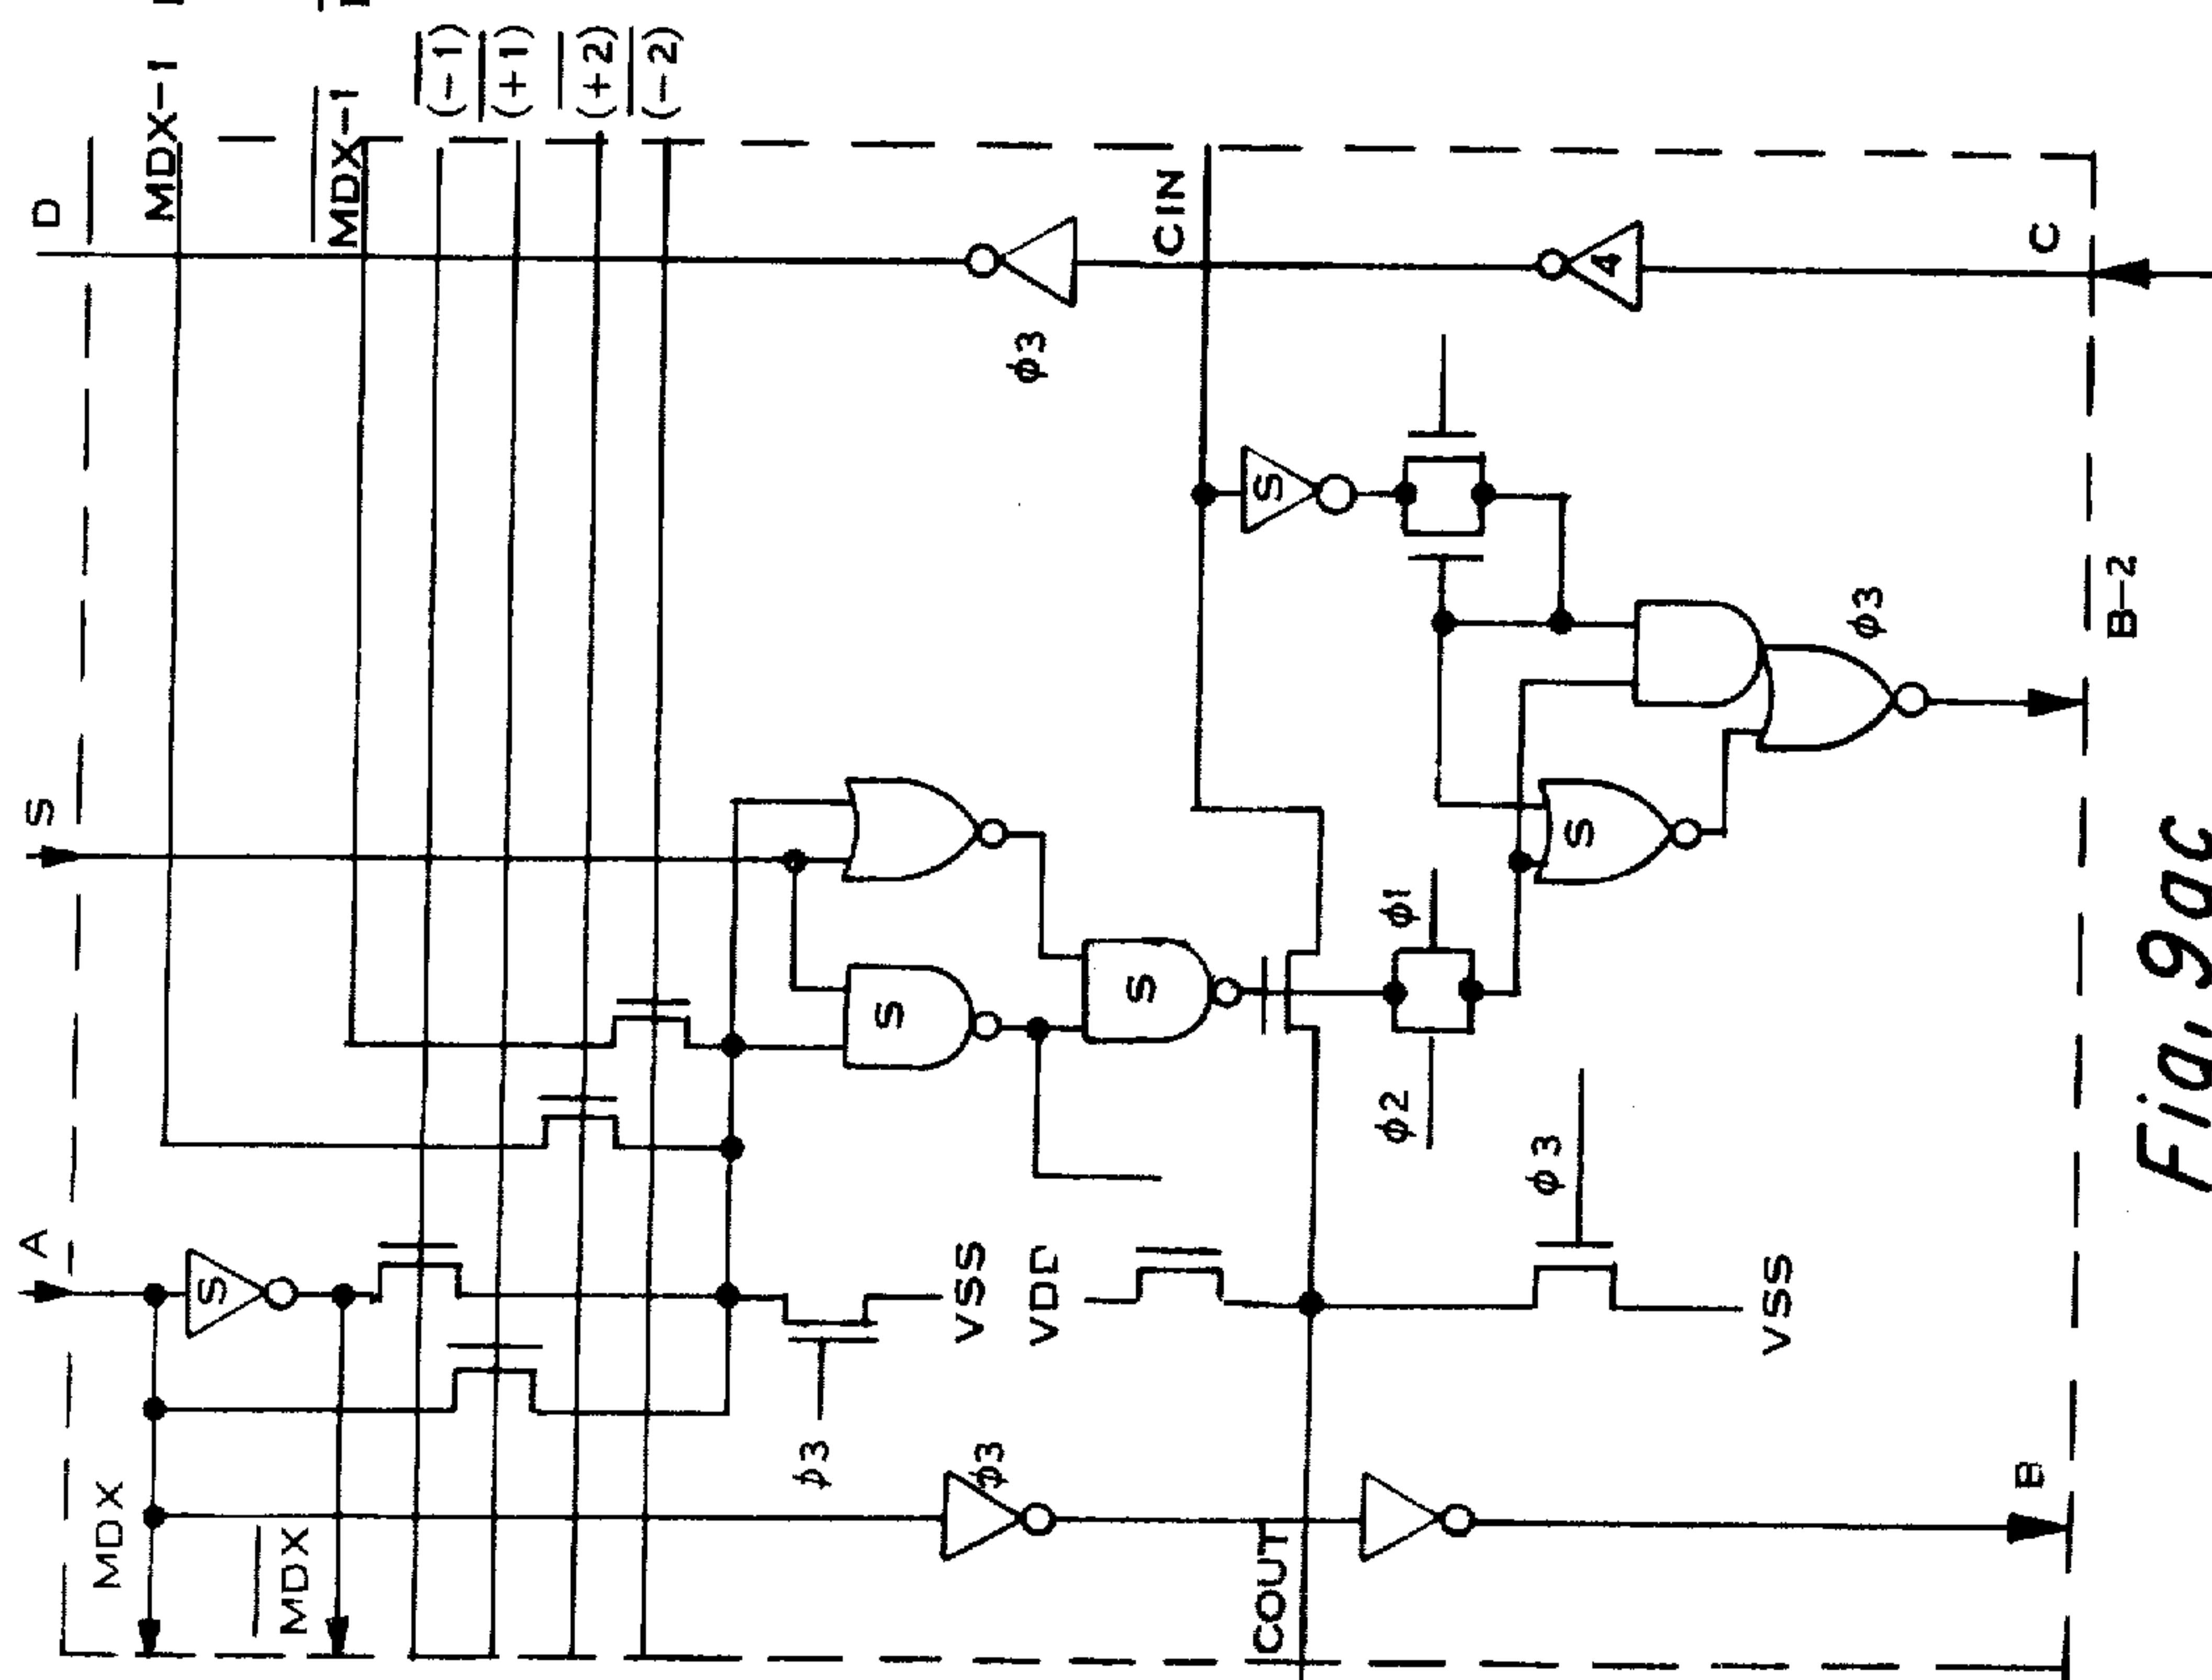 D
MDX-1
MDX-1
(-1)
(+1)
(+2)
(-2)
S
A
S
MDX
MDX
φ3
CIN
4
C
S
S
S
φ1
φ2
S
φ3
B-2
VSS
VDD
φ3
φ3
φ3
VSS
COUT
B
Fig. 9ac